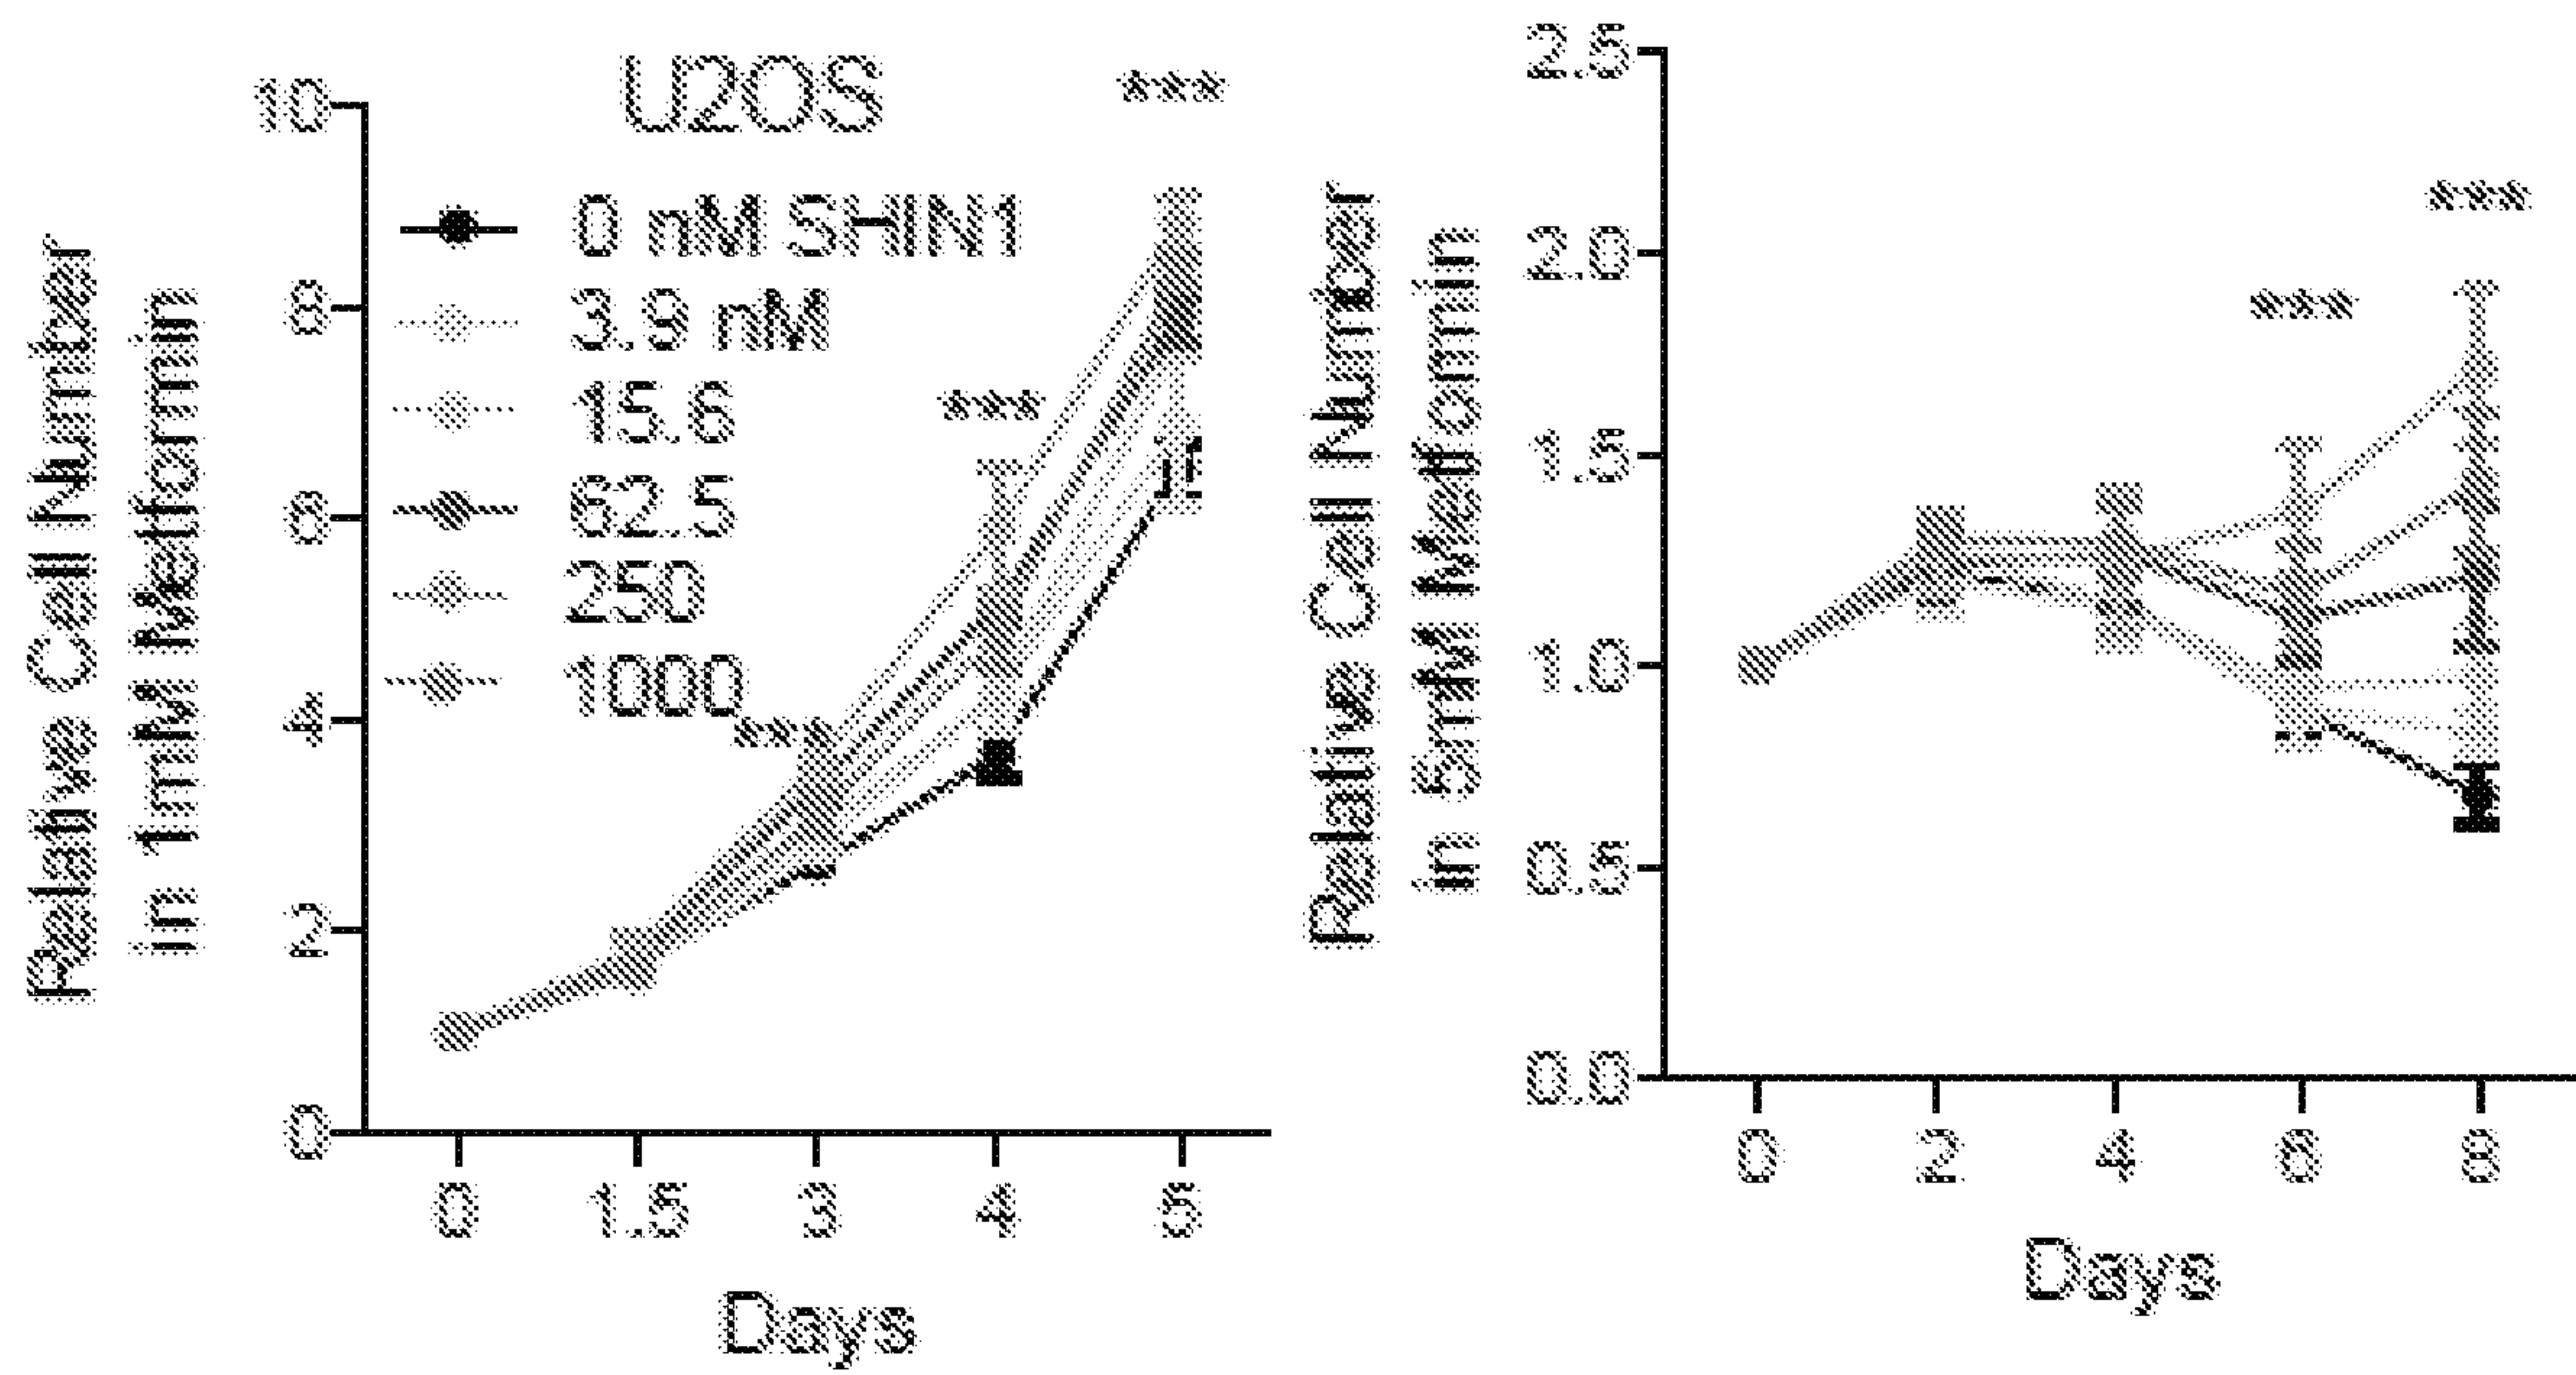 U2OS
***
10
8
6
4
2
0
Relative Cell Number
in 1mM Metformin
0 nM SHIN1
3.9 nM
15.6
62.5
250
1000
***
***
0 1.5 3 4 5
Days
2.5
2.0
1.5
1.0
0.5
0.0
Relative Cell Number
in 5mM Metformin
***
***
0 2 4 6 8
Days